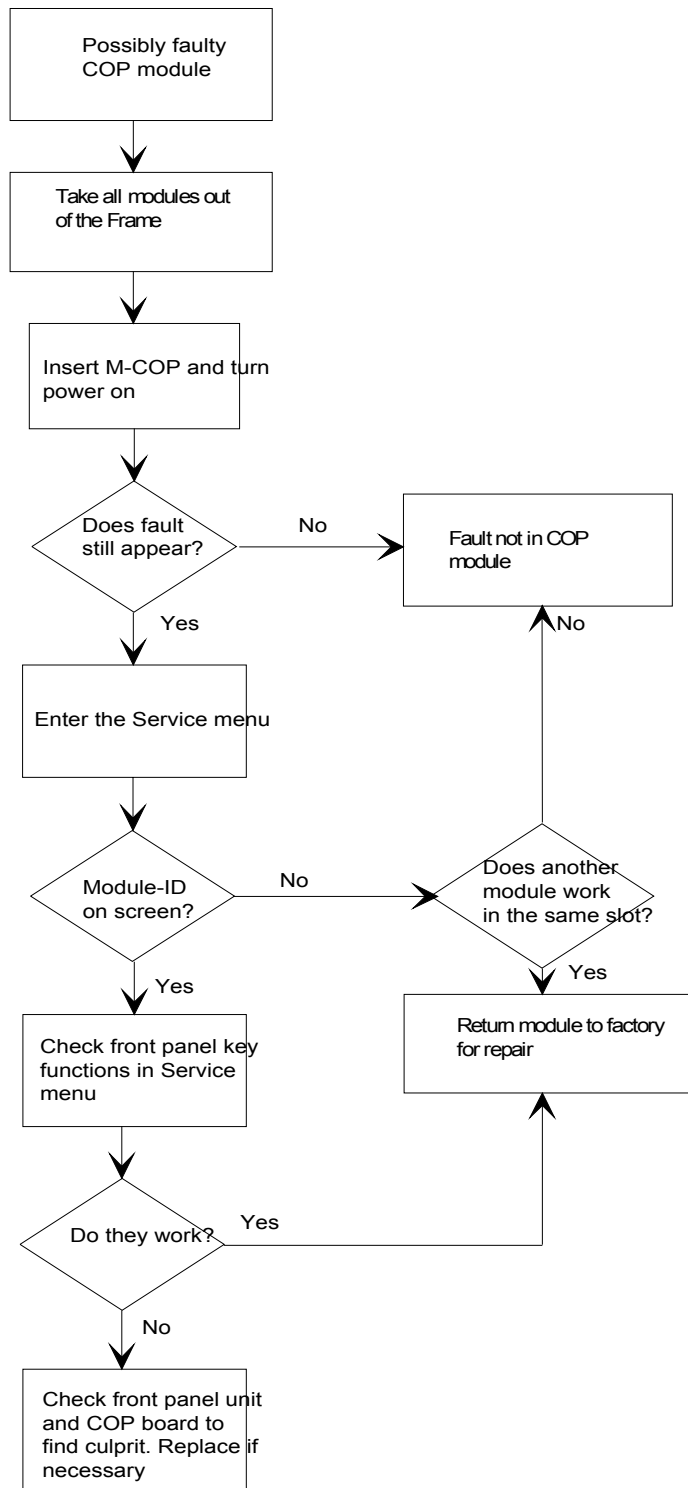 Possibly faulty
COP module
Take all modules out
of the Frame
Insert M-COP and turn
power on
Does fault
still appear?
No
Fault not in COP
module
Yes
No
Enter the Service menu
Module-ID
on screen?
No
Does another
module work
in the same slot?
Yes
Yes
Check front panel key
functions in Service
menu
Return module to factory
for repair
Do they work?
Yes
No
Check front panel unit
and COP board to
find culprit. Replace if
necessary